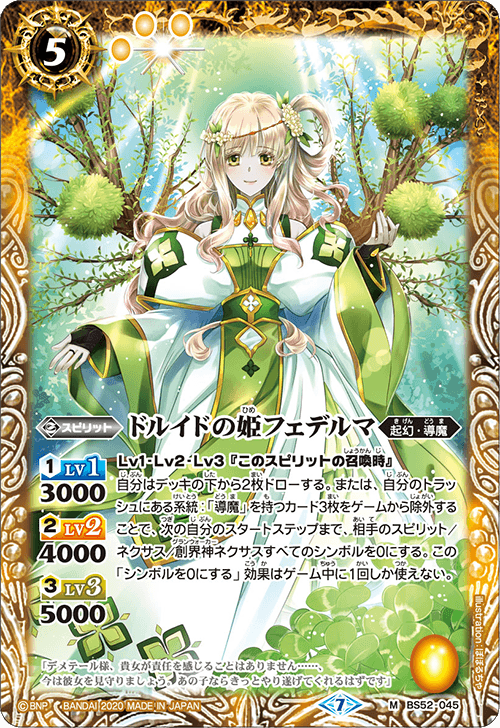 5
ドルイドの姫フェデルマ
スピリット
起幻・導魔
1 LV1 3000
2 LV2 4000
3 LV3 5000
Lv1・Lv2・Lv3『このスピリットの召喚時』
自分はデッキの下から2枚ドローする。または、自分のトラッ
シュにある系統：「導魔」を持つカード3枚をゲームから除外する
ことで、次の自分のスタートステップまで、相手のスピリット／
ネクサス／創界神ネクサスすべてのシンボルを0にする。この
「シンボルを0にする」効果はゲーム中に1回しか使えない。
「デメテール様、貴女が責任を感じることはありません……、
今は彼女を見守りましょう。あの子ならきっとやり遂げてくれるはずです」
©BNP BANDAI 2020 MADE IN JAPAN
7
M BS52-045